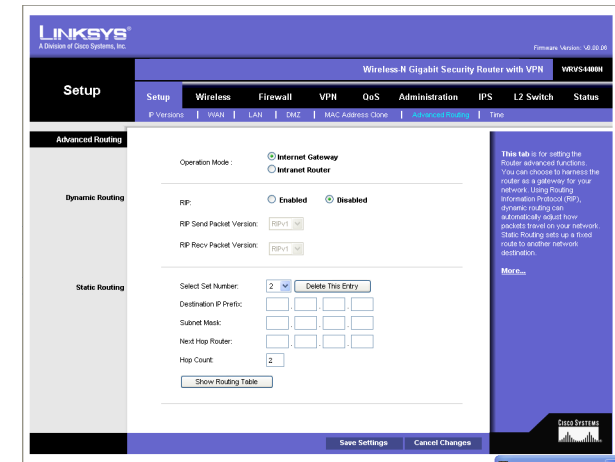 LINKSYS®
A Division of Cisco Systems, Inc.
Firmware Version: V0.00.06
Wireless-N Gigabit Security Router with VPN WRVS4400N
Setup
Setup Wireless Firewall VPN QoS Administration IPS L2 Switch Status
IP Versions | WAN | LAN | DMZ | MAC Address Clone | Advanced Routing | Time
Advanced Routing
Operation Mode :
Internet Gateway
Intranet Router
Dynamic Routing
RIP: Enabled Disabled
RIP Send Packet Version: RIPv1
RIP Recv Packet Version: RIPv1
Static Routing
Select Set Number: 2 Delete This Entry
Destination IP Prefix: . . .
Subnet Mask: . . .
Next Hop Router: . . .
Hop Count: 2
Show Routing Table
This tab is for setting the
Router advanced functions.
You can choose to harness the
router as a gateway for your
network. Using Routing
Information Protocol (RIP),
dynamic routing can
automatically adjust how
packets travel on your network.
Static Routing sets up a fixed
route to another network
destination.
More...
Save Settings Cancel Changes
CISCO SYSTEMS